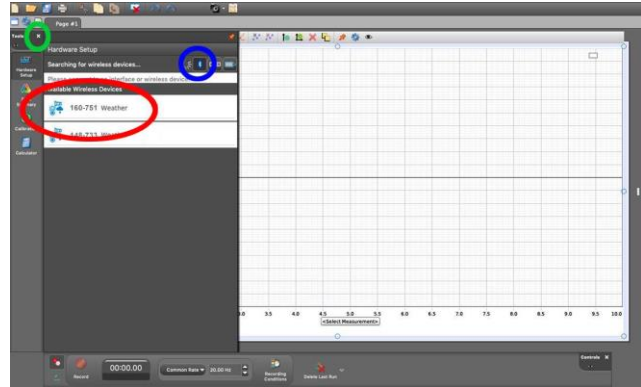 Page #1
Tools
Hardware Setup
Hardware Setup
Searching for wireless devices...
Available Wireless Devices
160-751 Weather
Calculator
3.5 4.0 4.5 5.0 5.5 6.0 6.5 7.0 7.5 8.0 8.5 9.0 9.5 10.0
<Select Measurement>
Controls
Record
00:00.00
Common Rate
20.00 Hz
Recording Conditions
Delete Last Run